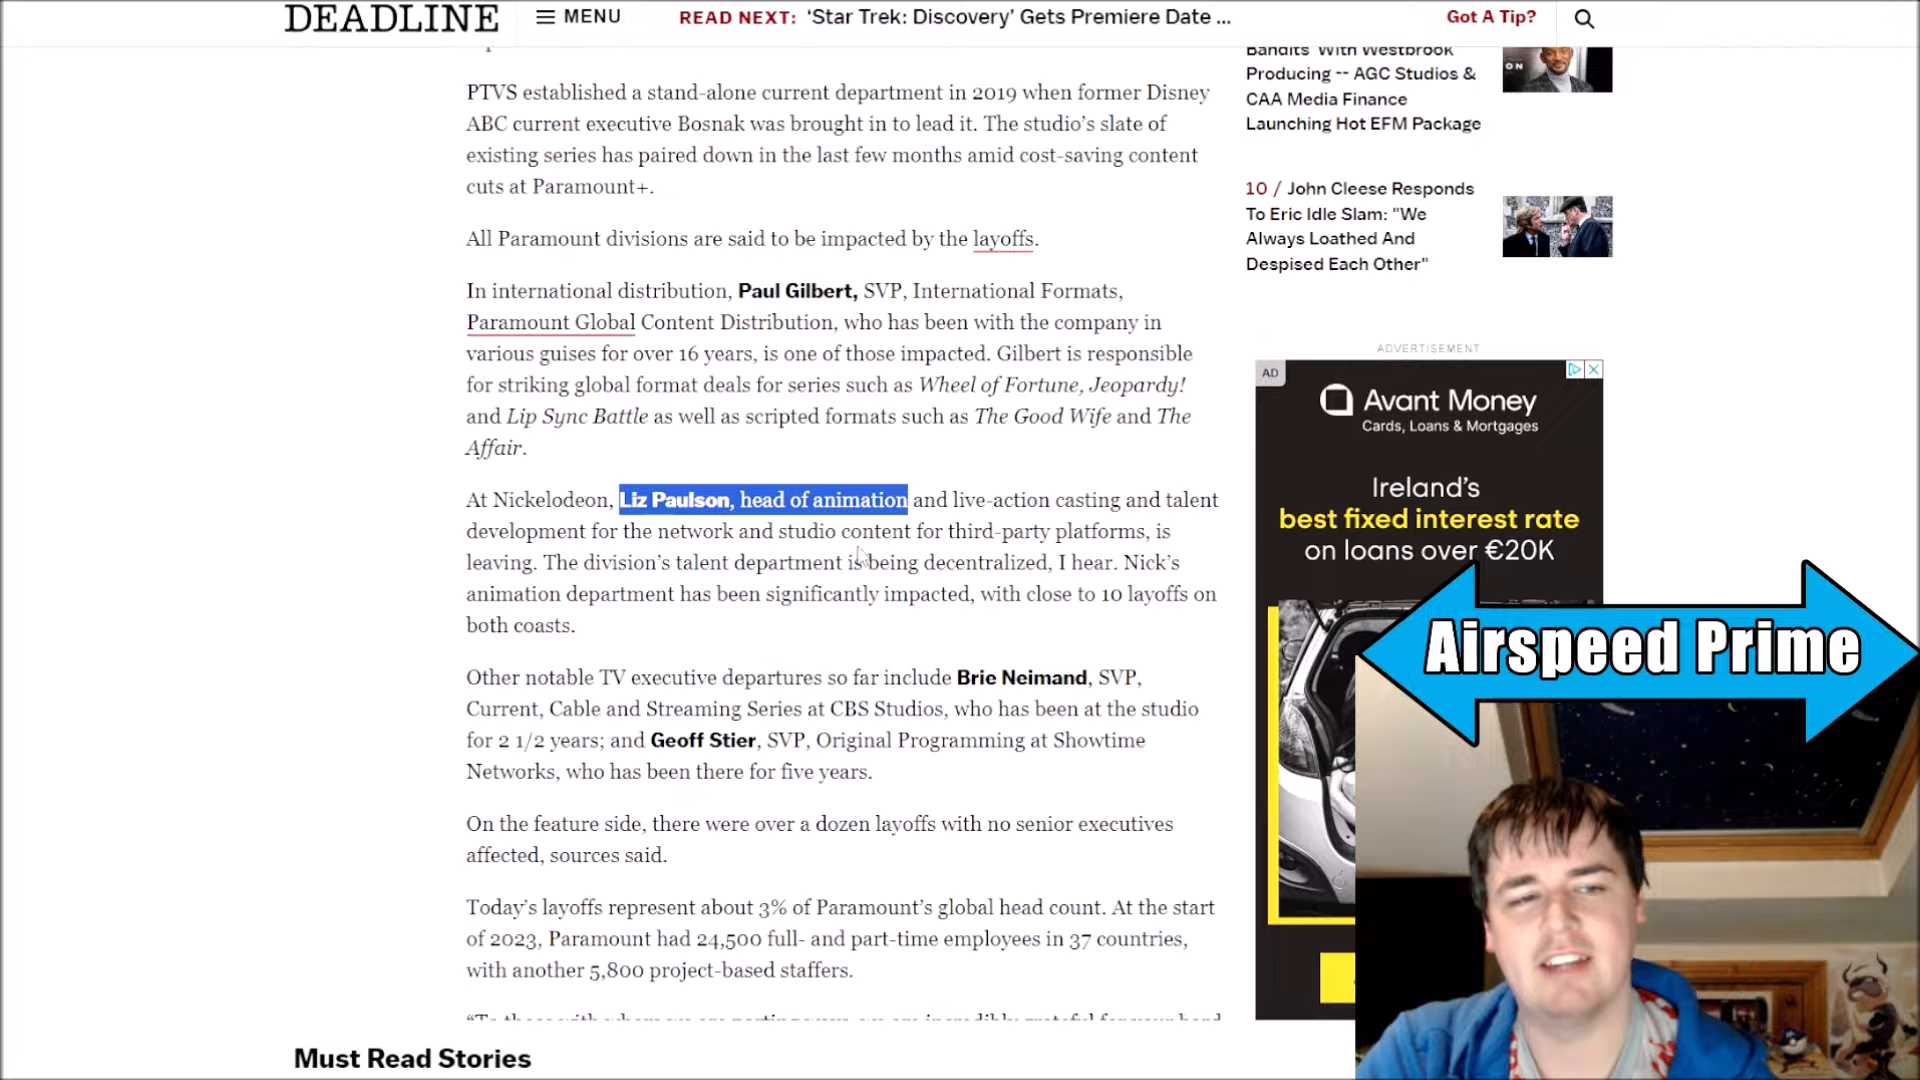 DEADLINE
MENU
READ NEXT: ‘Star Trek: Discovery’ Gets Premiere Date ...
Got A Tip?
PTVS established a stand-alone current department in 2019 when former Disney
ABC current executive Bosnak was brought in to lead it. The studio’s slate of
existing series has paired down in the last few months amid cost-saving content
cuts at Paramount+.
All Paramount divisions are said to be impacted by the layoffs.
In international distribution, Paul Gilbert, SVP, International Formats,
Paramount Global Content Distribution, who has been with the company in
various guises for over 16 years, is one of those impacted. Gilbert is responsible
for striking global format deals for series such as Wheel of Fortune, Jeopardy!
and Lip Sync Battle as well as scripted formats such as The Good Wife and The
Affair.
At Nickelodeon, Liz Paulson, head of animation and live-action casting and talent
development for the network and studio content for third-party platforms, is
leaving. The division’s talent department is being decentralized, I hear. Nick’s
animation department has been significantly impacted, with close to 10 layoffs on
both coasts.
Other notable TV executive departures so far include Brie Neimand, SVP,
Current, Cable and Streaming Series at CBS Studios, who has been at the studio
for 2 1/2 years; and Geoff Stier, SVP, Original Programming at Showtime
Networks, who has been there for five years.
On the feature side, there were over a dozen layoffs with no senior executives
affected, sources said.
Today’s layoffs represent about 3% of Paramount’s global head count. At the start
of 2023, Paramount had 24,500 full- and part-time employees in 37 countries,
with another 5,800 project-based staffers.
Must Read Stories
Bandits' With Westbrook
Producing -- AGC Studios &
CAA Media Finance
Launching Hot EFM Package
ON
10 / John Cleese Responds
To Eric Idle Slam: "We
Always Loathed And
Despised Each Other"
ADVERTISEMENT
AD
Avant Money
Cards, Loans & Mortgages
Ireland's
best fixed interest rate
on loans over €20K
Airspeed Prime